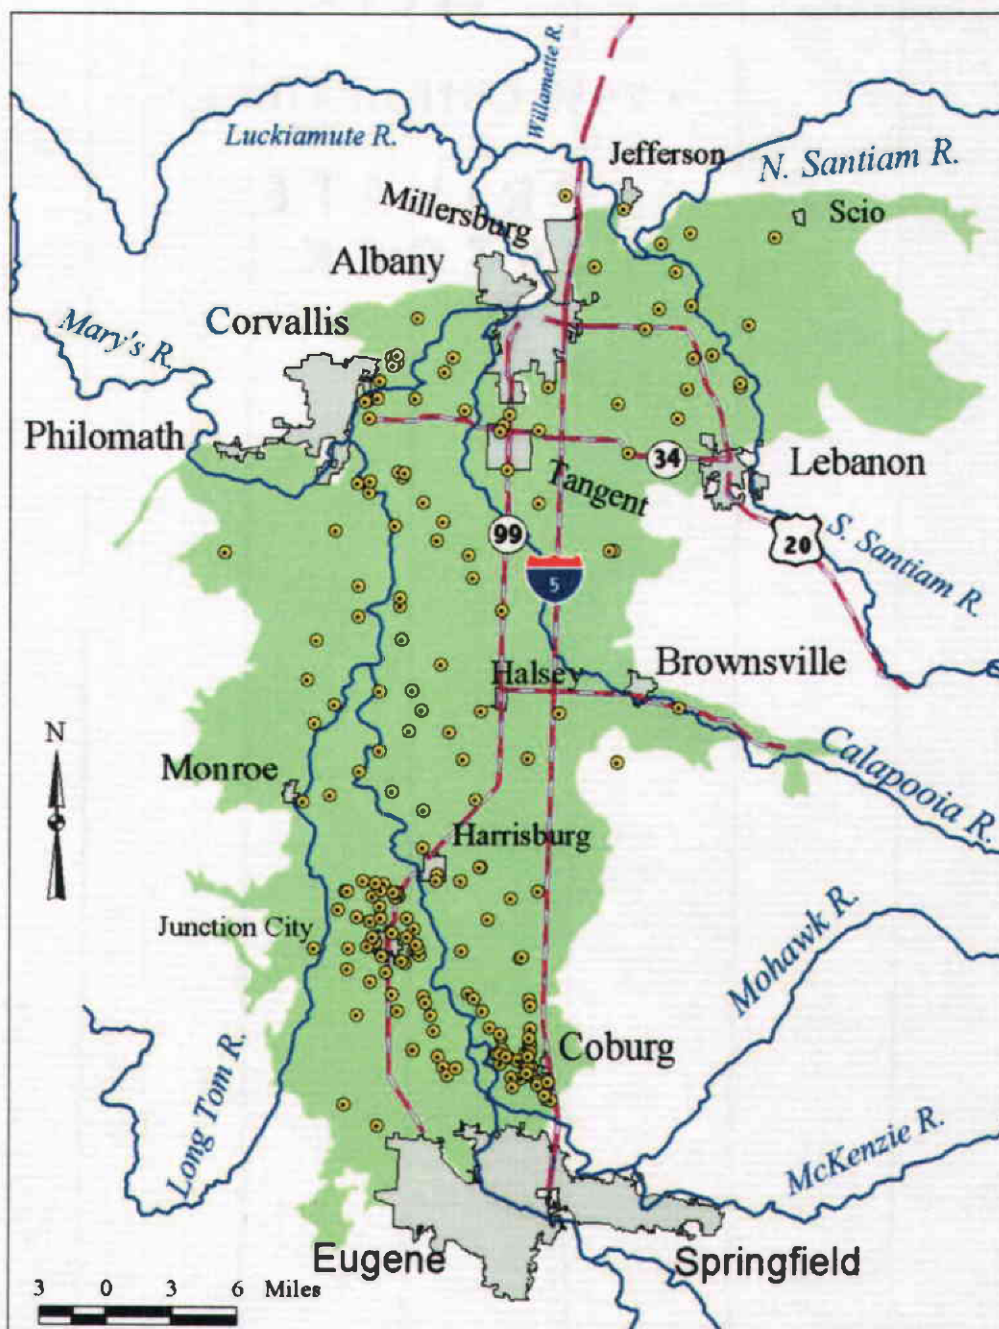 Willamette R.
Luckiamute R.
Jefferson
N. Santiam R.
Millersburg
Scio
Albany
Mary's R.
Corvallis
Philomath
34
Lebanon
Tangent
99
20
S. Santiam R.
5
Brownsville
Halsey
N
Calapooia R.
Monroe
Harrisburg
Junction City
Mohawk R.
Coburg
Long Tom R.
McKenzie R.
Eugene
Springfield
3 0 3 6 Miles